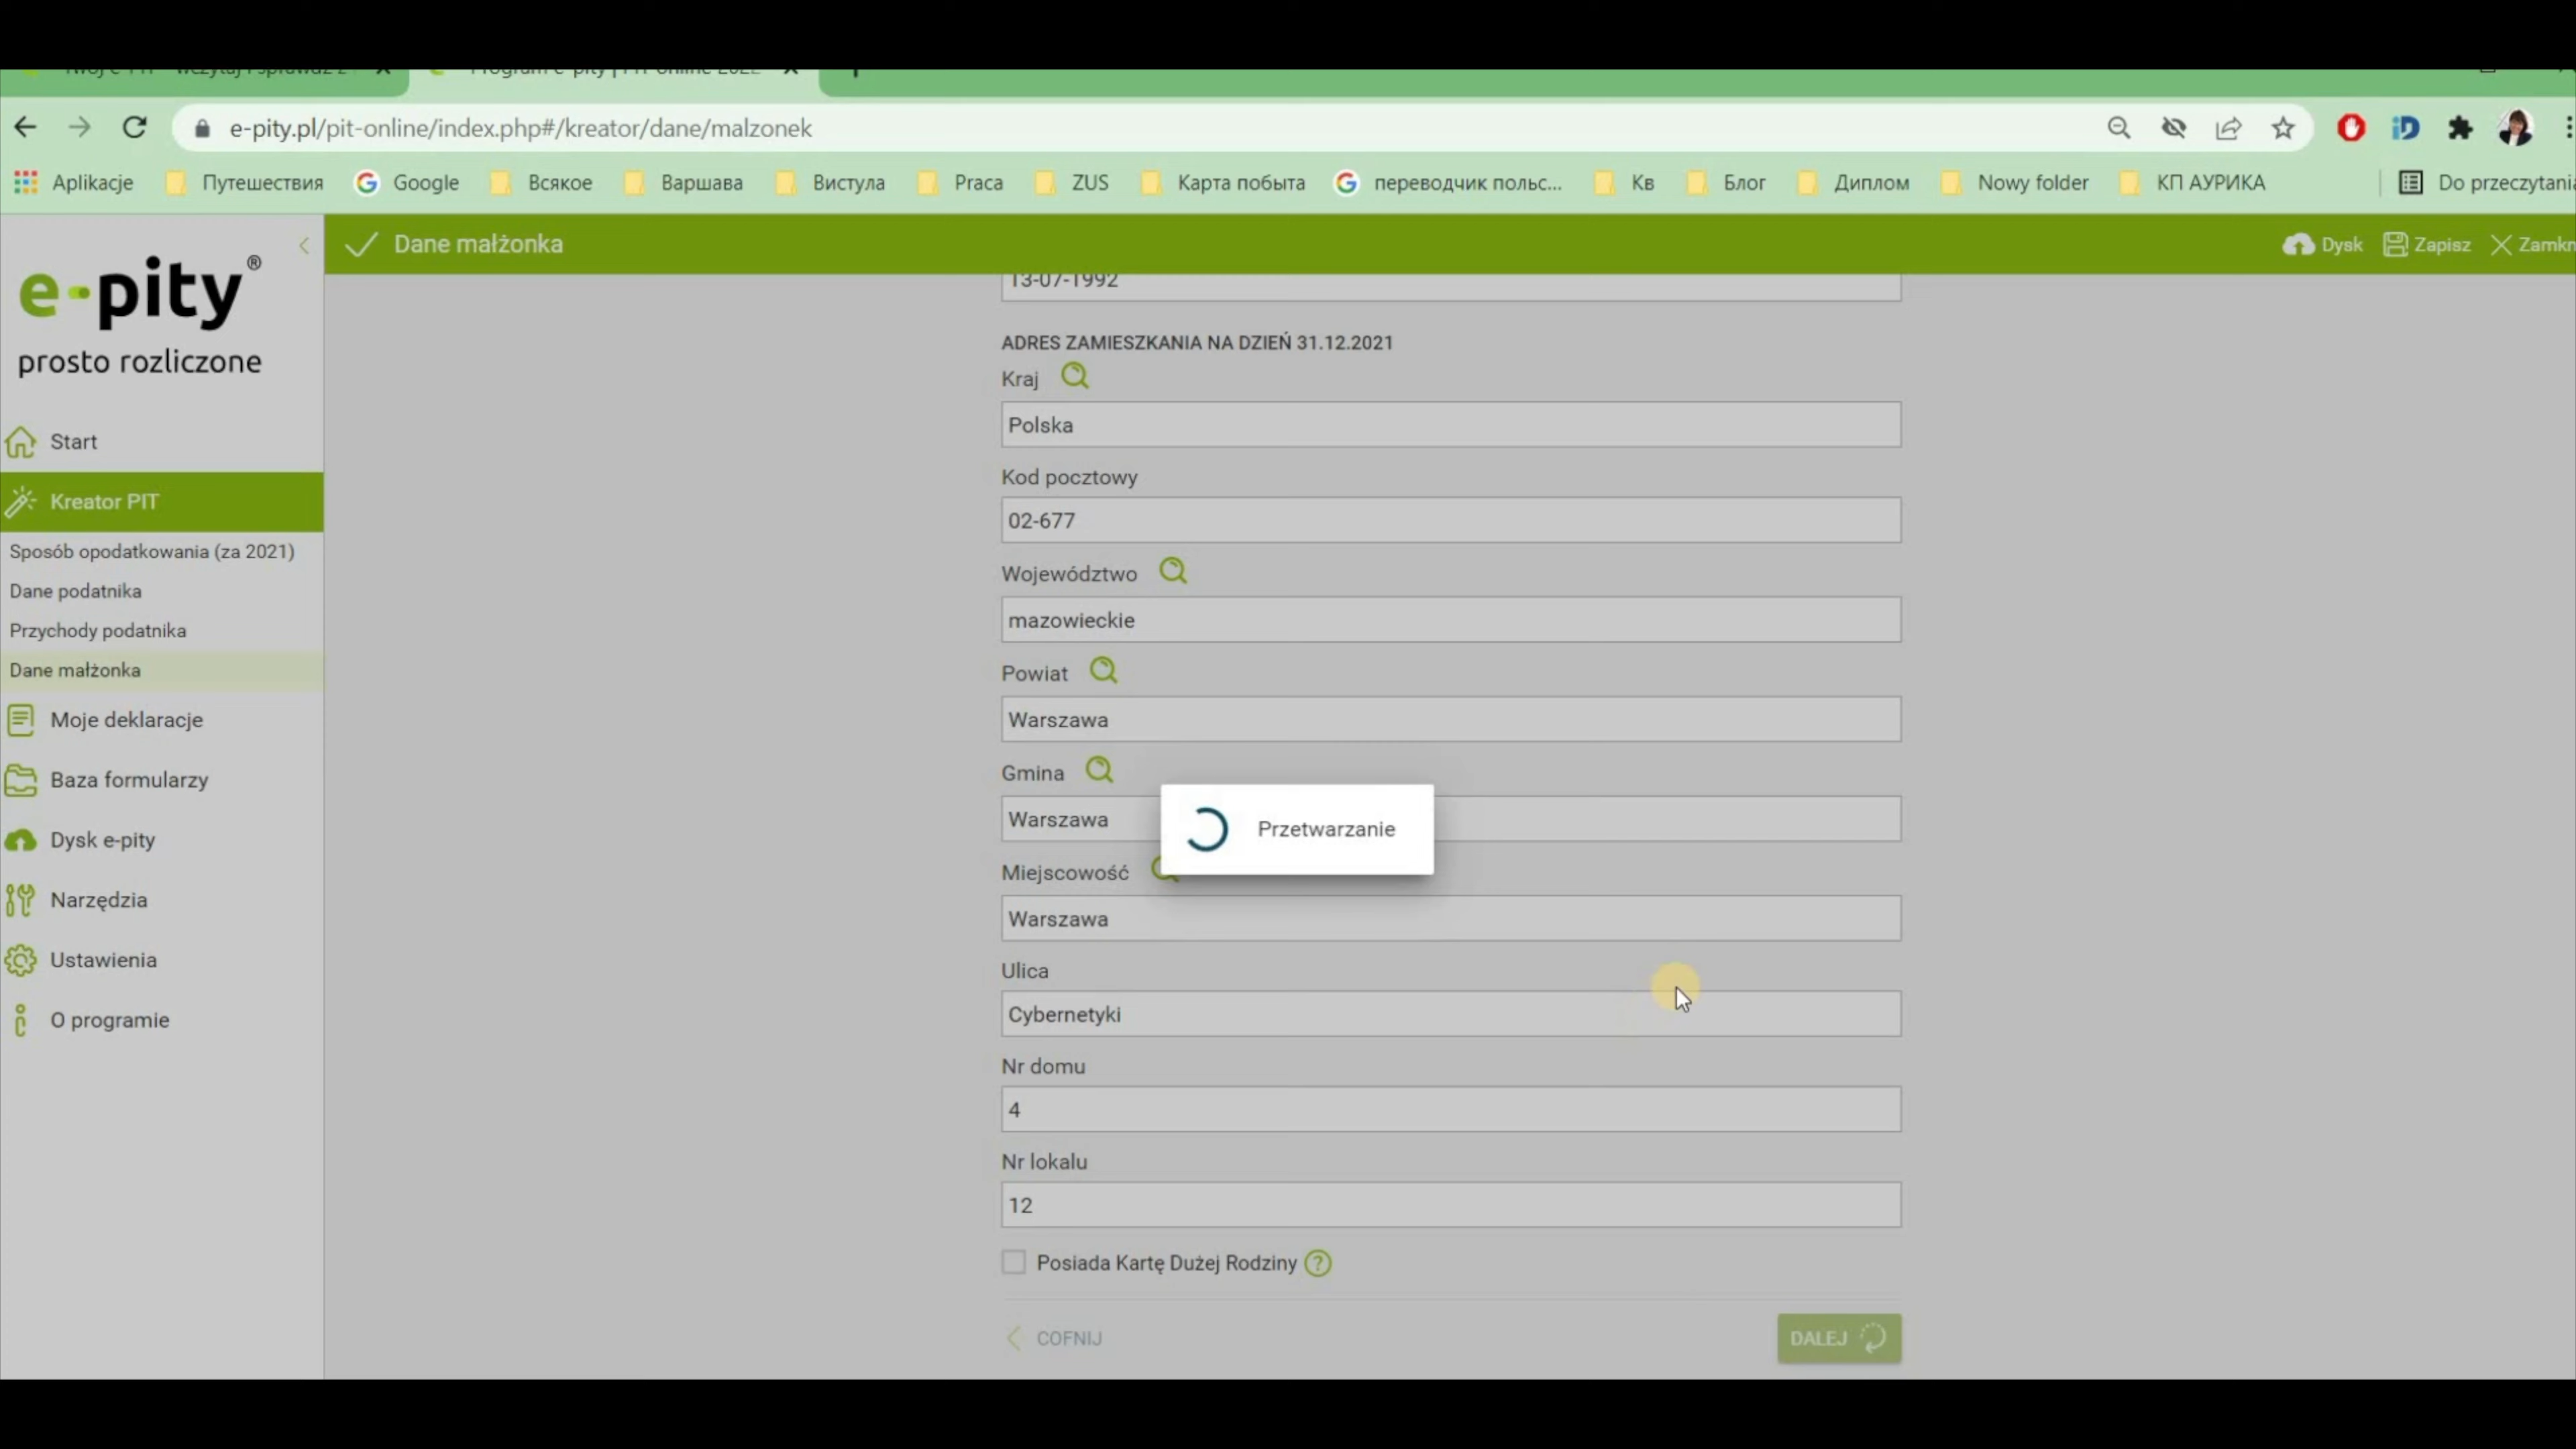 e-pity.pl/pit-online/index.php#/kreator/dane/malzonek
Aplikacje Путешествия Google Всякое Варшава Вистула Praca ZUS Карта побыта переводчик польс... Кв Блог Диплом Nowy folder КП АУРИКА Do przeczytania
Dane małżonka Dysk Zapisz Zamkn
e-pity®
prosto rozliczone
Start
Kreator PIT
Sposób opodatkowania (za 2021)
Dane podatnika
Przychody podatnika
Dane małżonka
Moje deklaracje
Baza formularzy
Dysk e-pity
Narzędzia
Ustawienia
O programie
13-07-1992
ADRES ZAMIESZKANIA NA DZIEŃ 31.12.2021
Kraj
Polska
Kod pocztowy
02-677
Województwo
mazowieckie
Powiat
Warszawa
Gmina
Warszawa
Przetwarzanie
Miejscowość
Warszawa
Ulica
Cybernetyki
Nr domu
4
Nr lokalu
12
Posiada Kartę Dużej Rodziny ?
COFNIJ DALEJ